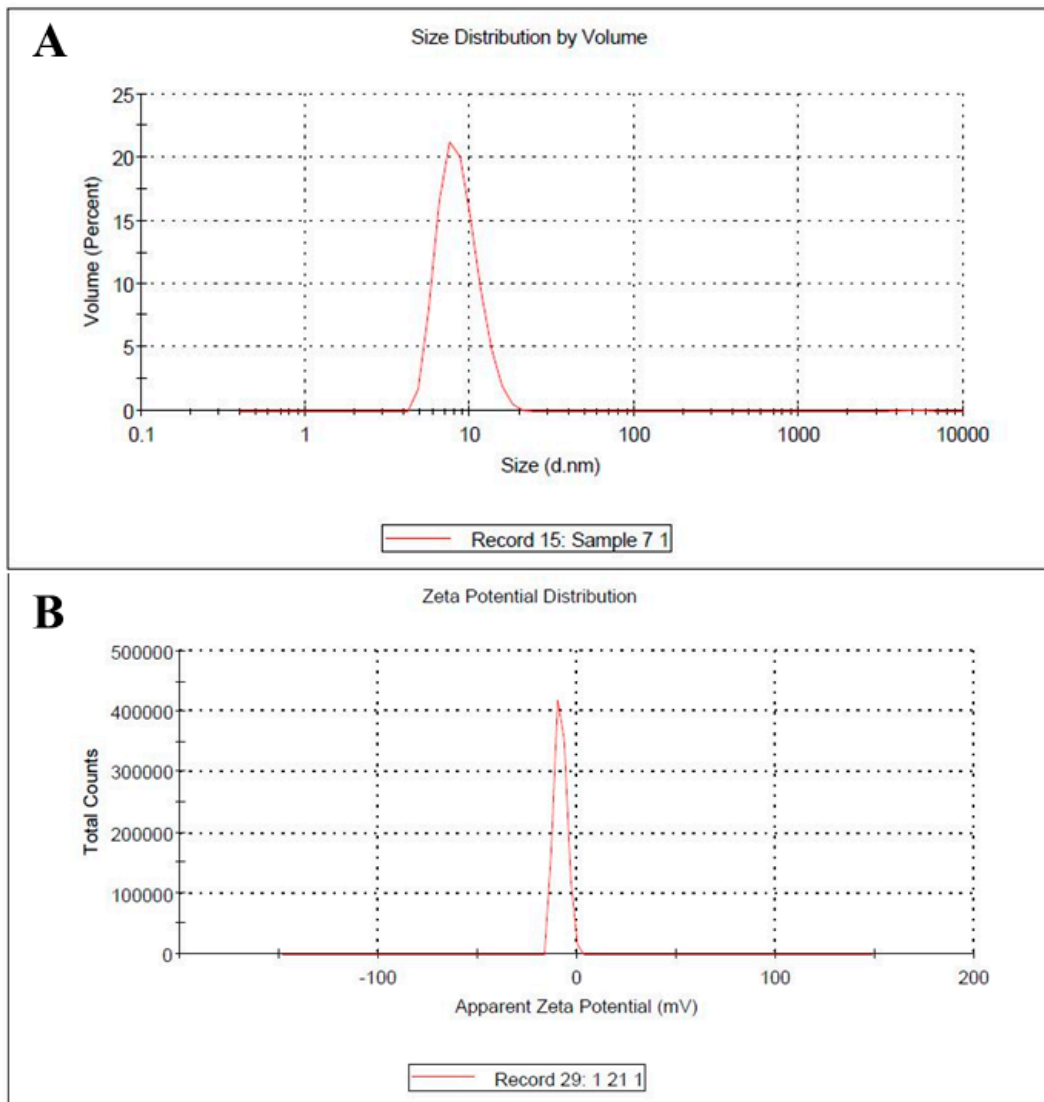 A
Size Distribution by Volume
25
20
15
10
5
0
Volume (Percent)
0.1 1 10 100 1000 10000
Size (d.nm)
Record 15: Sample 7 1
B
Zeta Potential Distribution
500000
400000
300000
200000
100000
0
Total Counts
-100 0 100 200
Apparent Zeta Potential (mV)
Record 29: 1 21 1